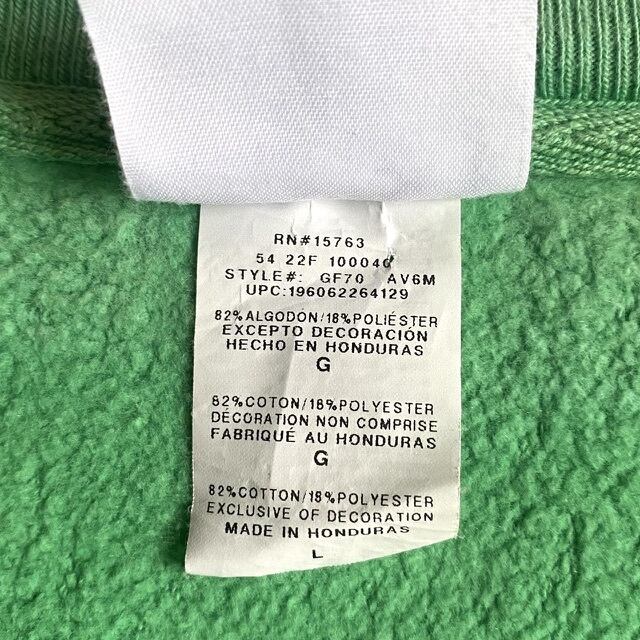 RN#15763
54 22F 100040
STYLE#: GF70 AV6M
UPC:196062264129
82%ALGODÓN/18%POLIÉSTER
EXCEPTO DECORACIÓN
HECHO EN HONDURAS
G
82%COTON/18%POLYESTER
DÉCORATION NON COMPRISE
FABRIQUÉ AU HONDURAS
G
82%COTTON/18%POLYESTER
EXCLUSIVE OF DECORATION
MADE IN HONDURAS
L